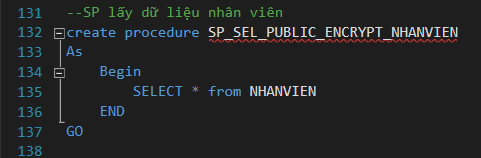 131 --SP lấy dữ liệu nhân viên
132 create procedure SP_SEL_PUBLIC_ENCRYPT_NHANVIEN
133 As
134 Begin
135 SELECT * from NHANVIEN
136 END
137 GO
138